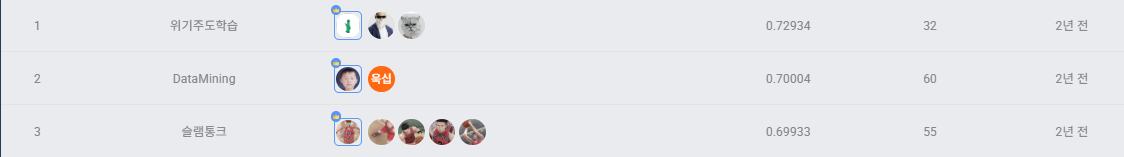 1 위기주도학습 0.72934 32 2년 전
2 DataMining 욱십 0.70004 60 2년 전
3 슬램통크 0.69933 55 2년 전